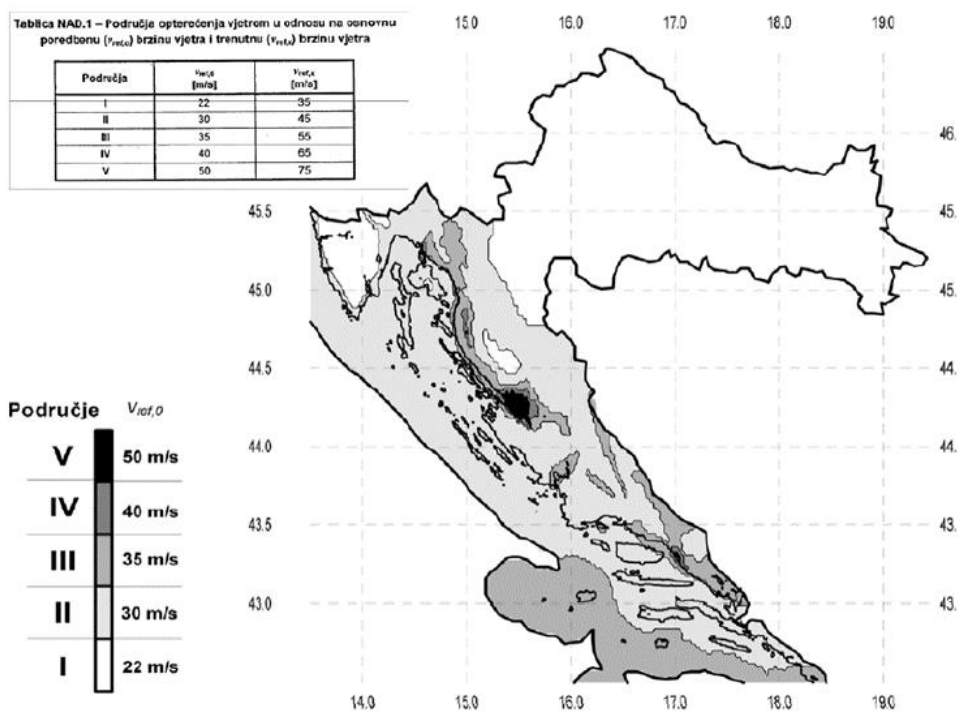 Tablica NAD.1 – Područja opterećenja vjetrom u odnosu na osnovnu
poredbenu (vref,0) brzinu vjetra i trenutnu (vref,x) brzinu vjetra
Područja vref,0 [m/s] vref,x [m/s]
I 22 35
II 30 45
III 35 55
IV 40 65
V 50 75
15.0 16.0 17.0 18.0 19.0
46.
45.5 45.
45.0 45.
44.5 44.
44.0 44.
43.5 43.
43.0 43.
14.0 15.0 16.0 17.0 18.0 19.0
Područje Vref,0
V 50 m/s
IV 40 m/s
III 35 m/s
II 30 m/s
I 22 m/s